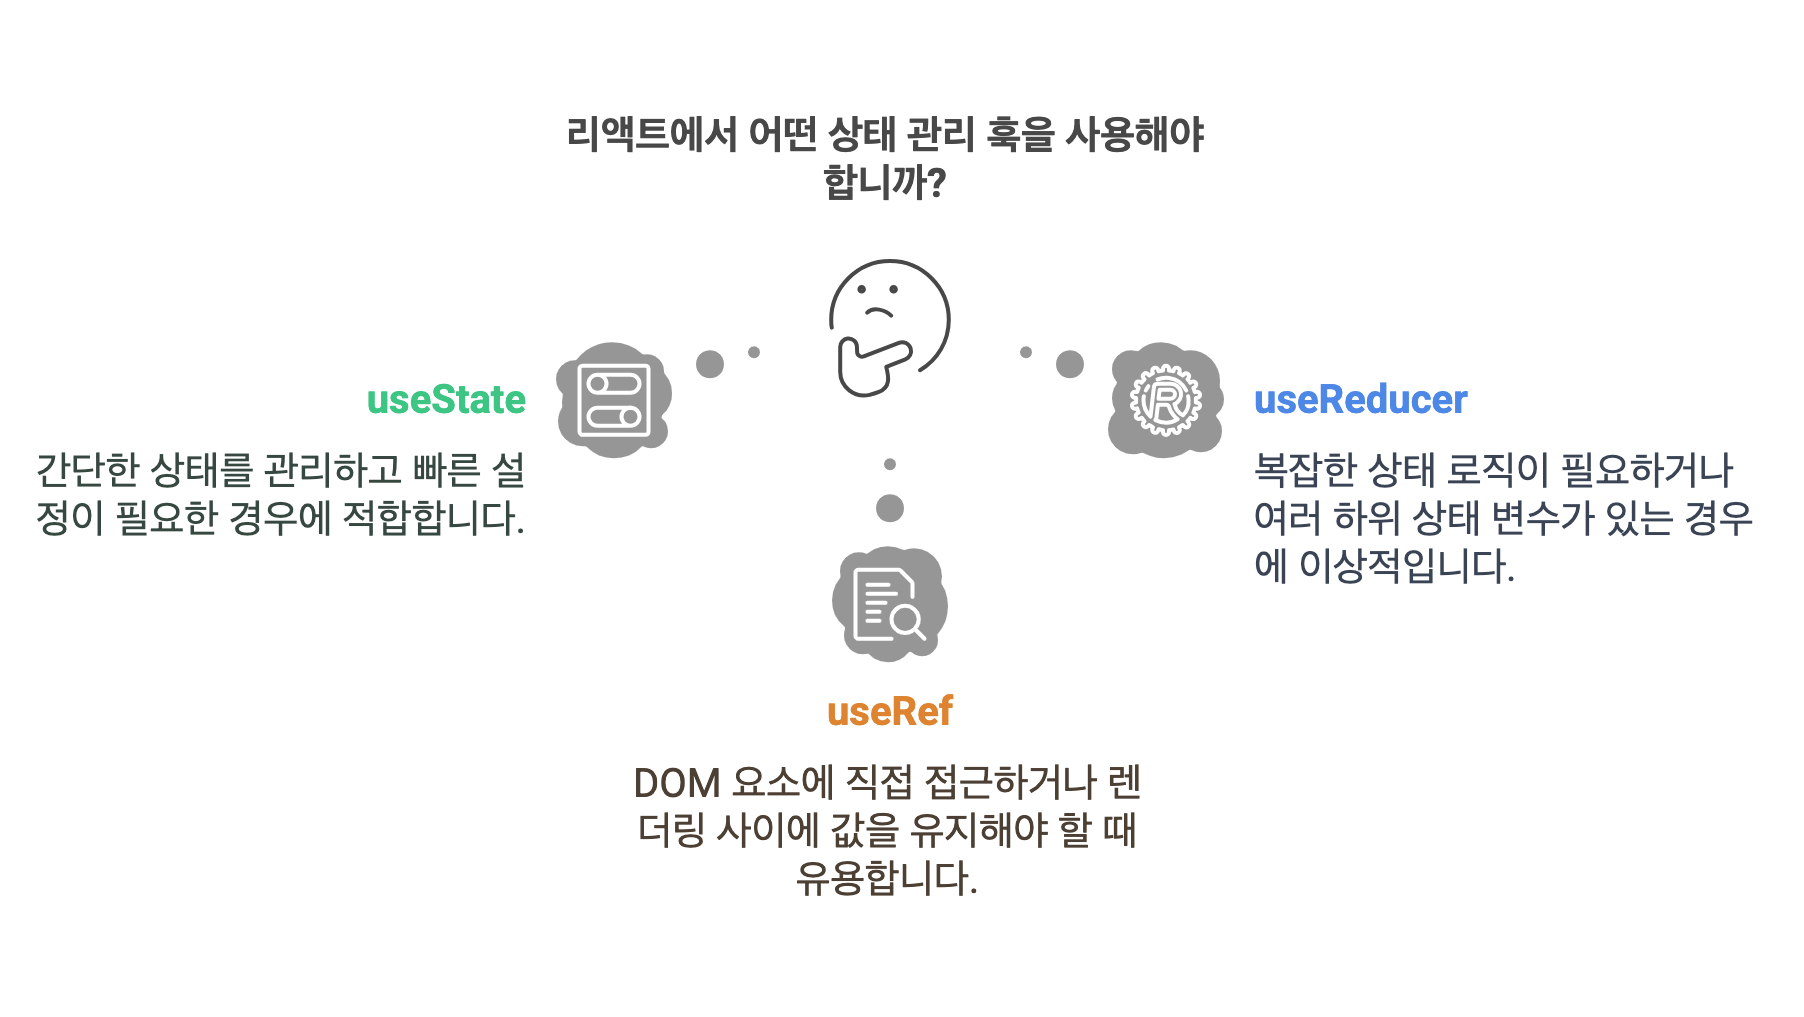 리액트에서 어떤 상태 관리 훅을 사용해야
합니까?
useState
간단한 상태를 관리하고 빠른 설
정이 필요한 경우에 적합합니다.
useReducer
복잡한 상태 로직이 필요하거나
여러 하위 상태 변수가 있는 경우
에 이상적입니다.
R
useRef
DOM 요소에 직접 접근하거나 렌
더링 사이에 값을 유지해야 할 때
유용합니다.